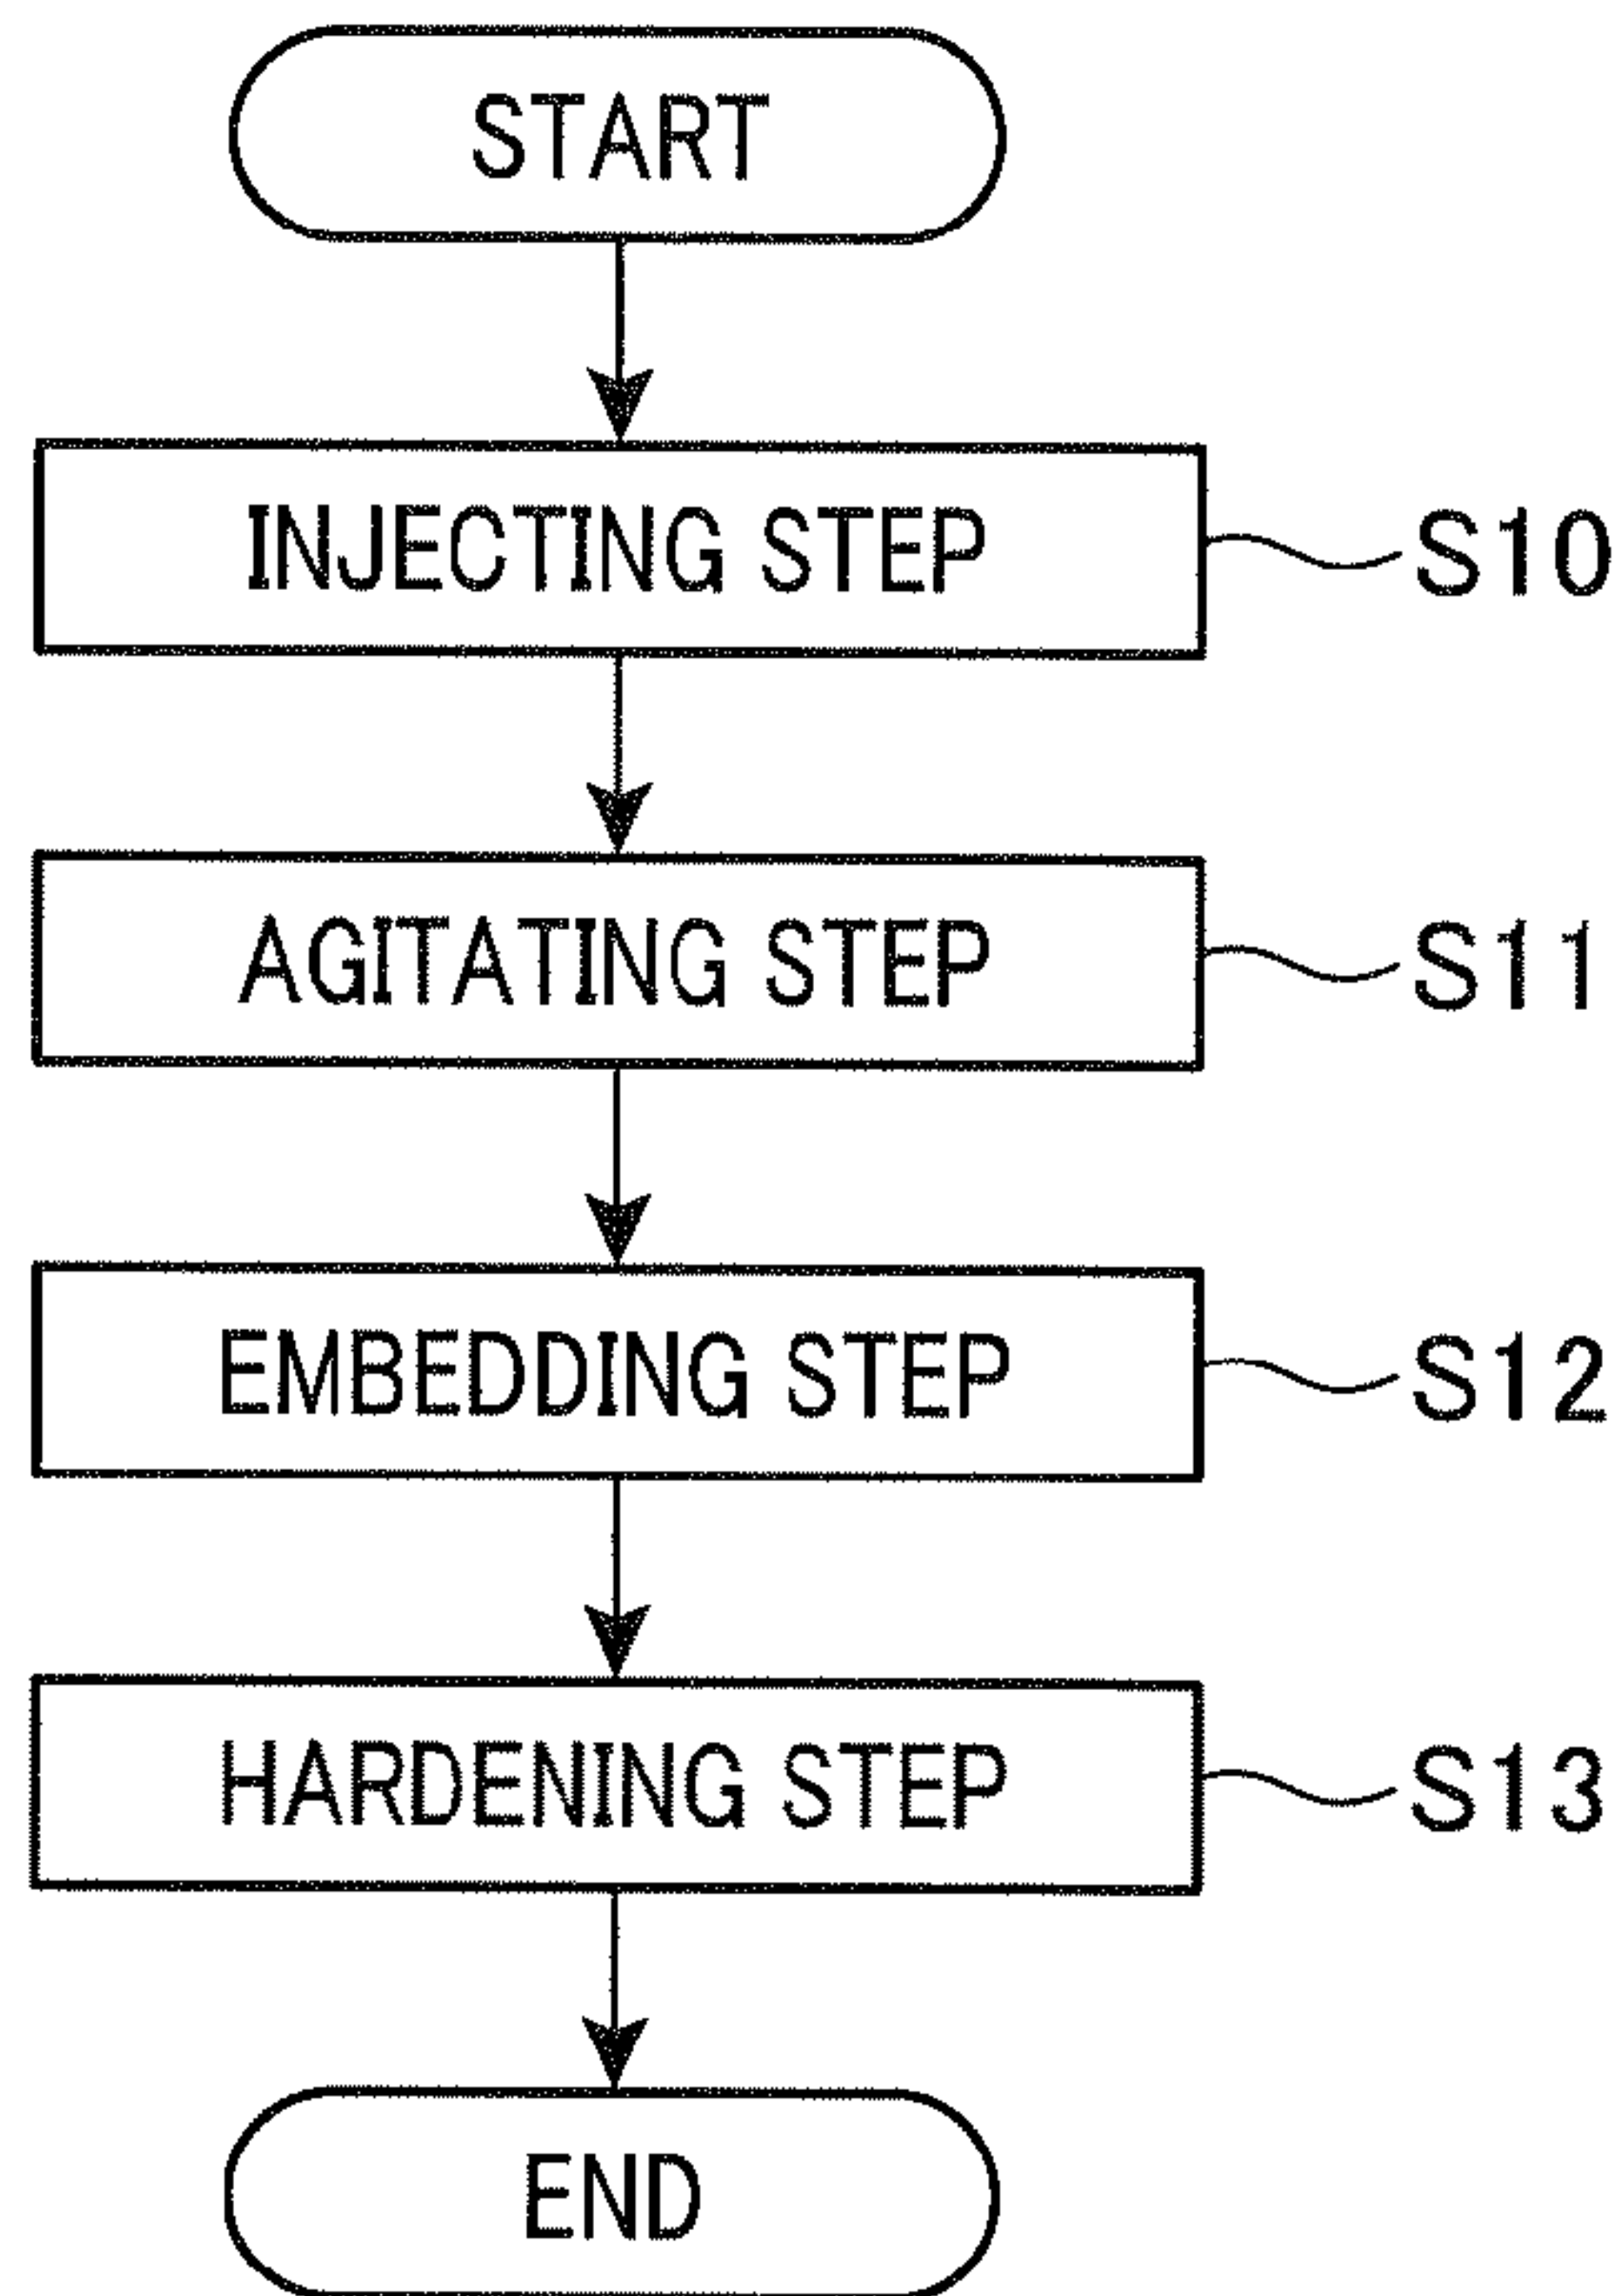 START
INJECTING STEP S10
AGITATING STEP S11
EMBEDDING STEP S12
HARDENING STEP S13
END